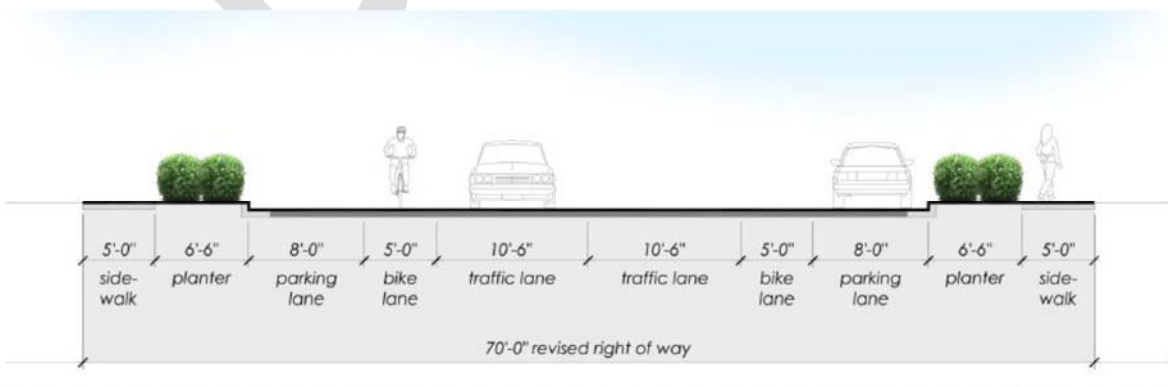 5'-0" 6'-6" 8'-0" 5'-0" 10'-6" 10'-6" 5'-0" 8'-0" 6'-6" 5'-0"
side- planter parking bike traffic lane traffic lane bike parking planter side-
walk lane lane lane lane walk
70'-0" revised right of way